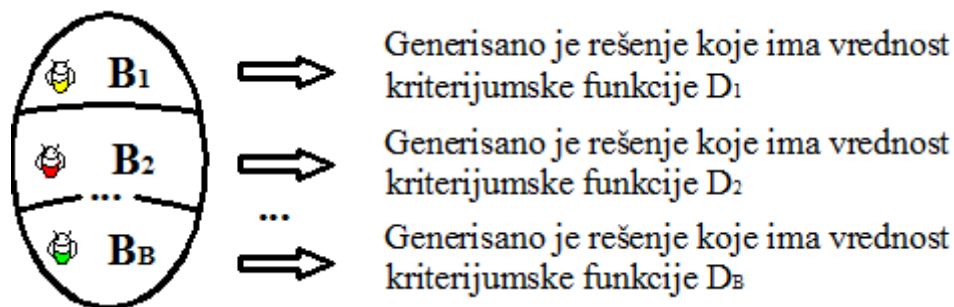 B1
Generisano je rešenje koje ima vrednost
kriterijumske funkcije D1
B2
Generisano je rešenje koje ima vrednost
kriterijumske funkcije D2
...
...
BB
Generisano je rešenje koje ima vrednost
kriterijumske funkcije DB